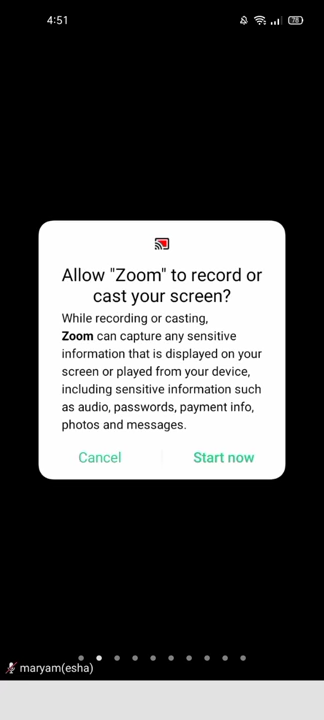 4:51
78
Allow "Zoom" to record or
cast your screen?
While recording or casting,
Zoom can capture any sensitive
information that is displayed on your
screen or played from your device,
including sensitive information such
as audio, passwords, payment info,
photos and messages.
Cancel
Start now
maryam(esha)